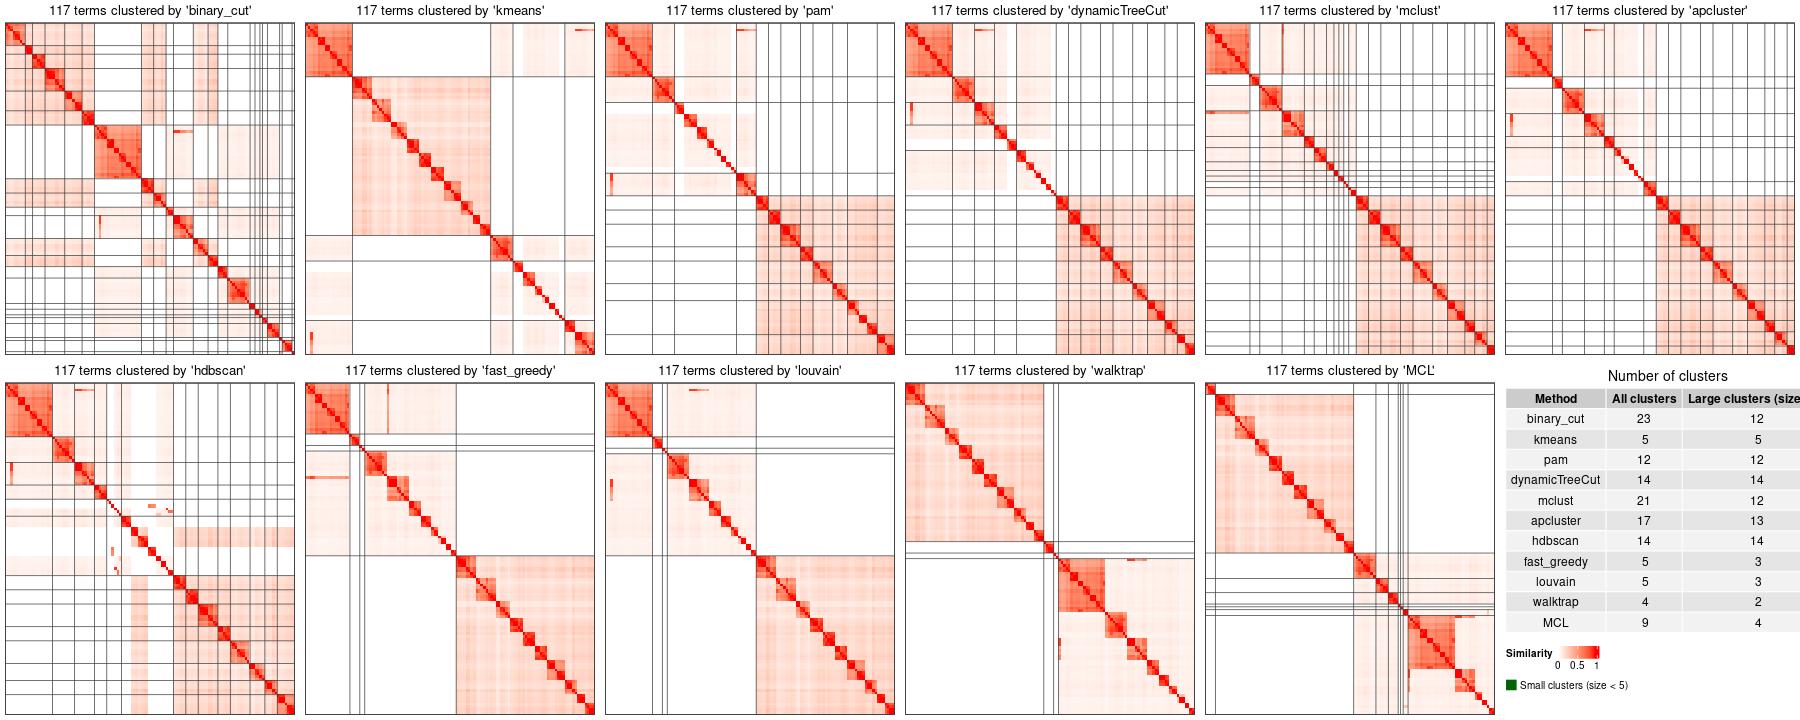 117 terms clustered by 'binary_cut'
117 terms clustered by 'kmeans'
117 terms clustered by 'pam'
117 terms clustered by 'dynamicTreeCut'
117 terms clustered by 'mclust'
117 terms clustered by 'apcluster'
117 terms clustered by 'hdbscan'
117 terms clustered by 'fast_greedy'
117 terms clustered by 'louvain'
117 terms clustered by 'walktrap'
117 terms clustered by 'MCL'
Number of clusters
Method All clusters Large clusters (size
binary_cut 23 12
kmeans 5 5
pam 12 12
dynamicTreeCut 14 14
mclust 21 12
apcluster 17 13
hdbscan 14 14
fast_greedy 5 3
louvain 5 3
walktrap 4 2
MCL 9 4
Similarity
0 0.5 1
Small clusters (size < 5)